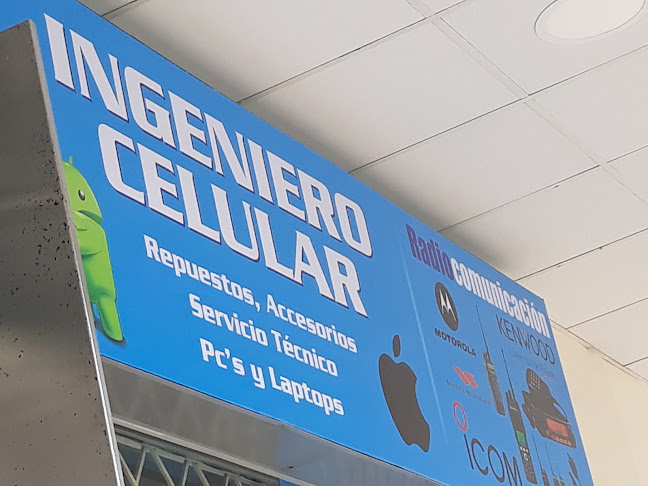 INGENIERO
CELULAR
Repuestos, Accesorios
Servicio Técnico
Pc's y Laptops
Radiocomunicación
MOTOROLA
KENWOOD
ICOM